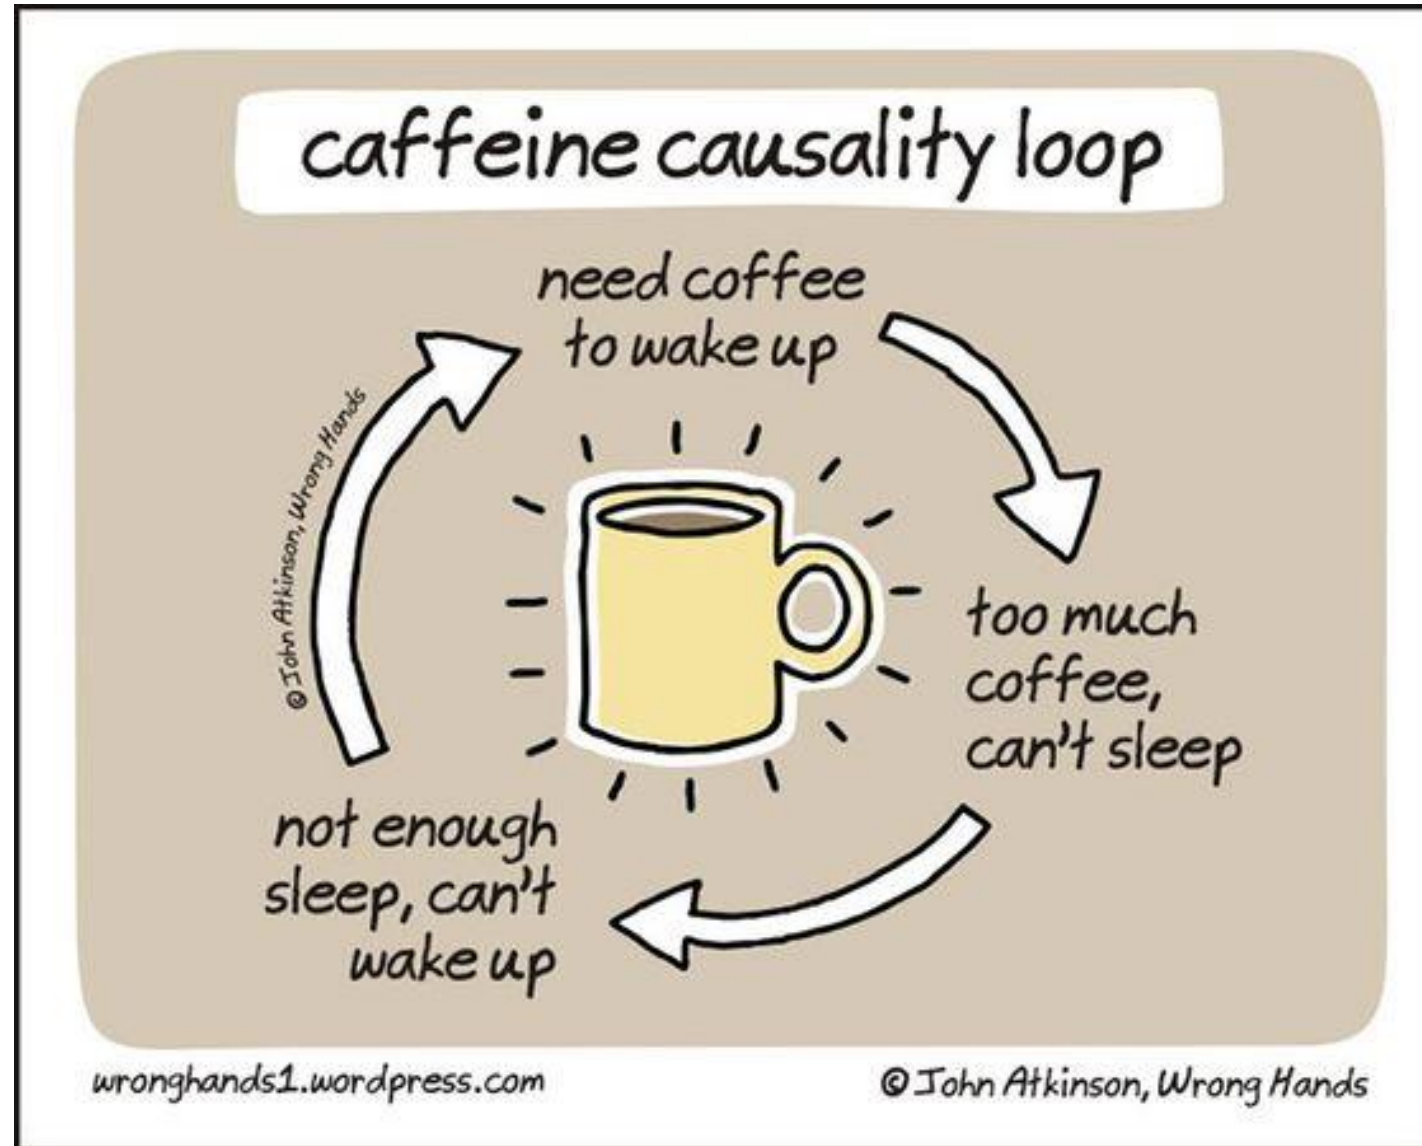 caffeine causality loop
need coffee
to wake up
too much
coffee,
can't sleep
not enough
sleep, can't
wake up
© John Atkinson, Wrong Hands
wronghands1.wordpress.com
© John Atkinson, Wrong Hands